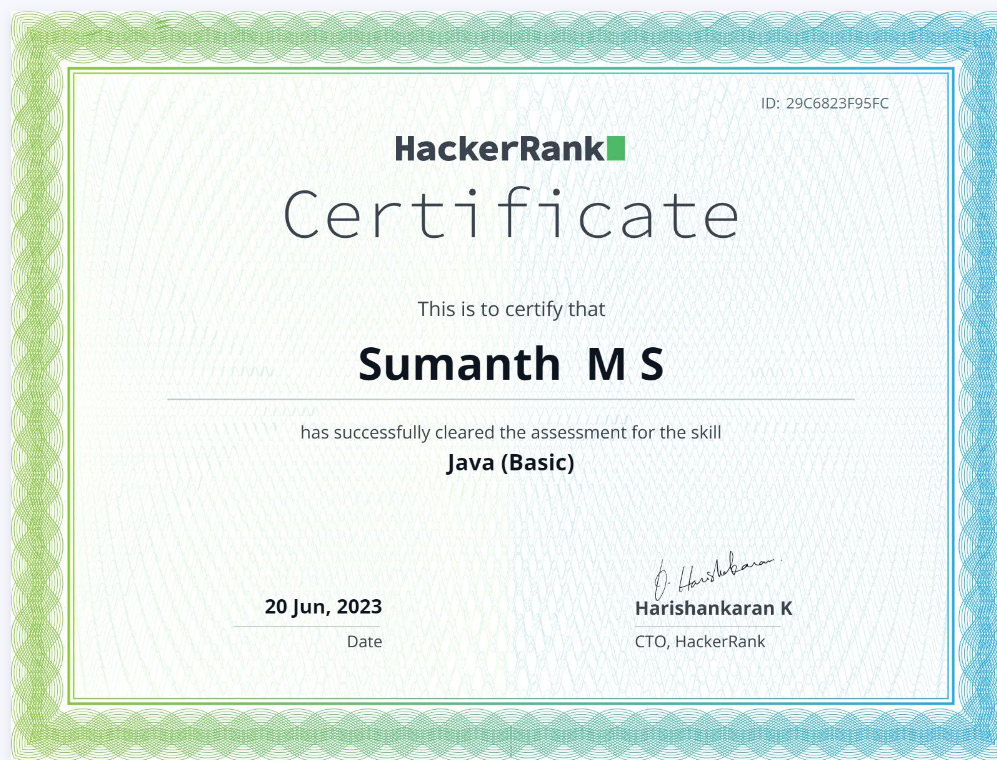 ID: 29C6823F95FC
HackerRank
Certificate
This is to certify that
Sumanth M S
has successfully cleared the assessment for the skill
Java (Basic)
20 Jun, 2023
Date
Harishankaran K
CTO, HackerRank